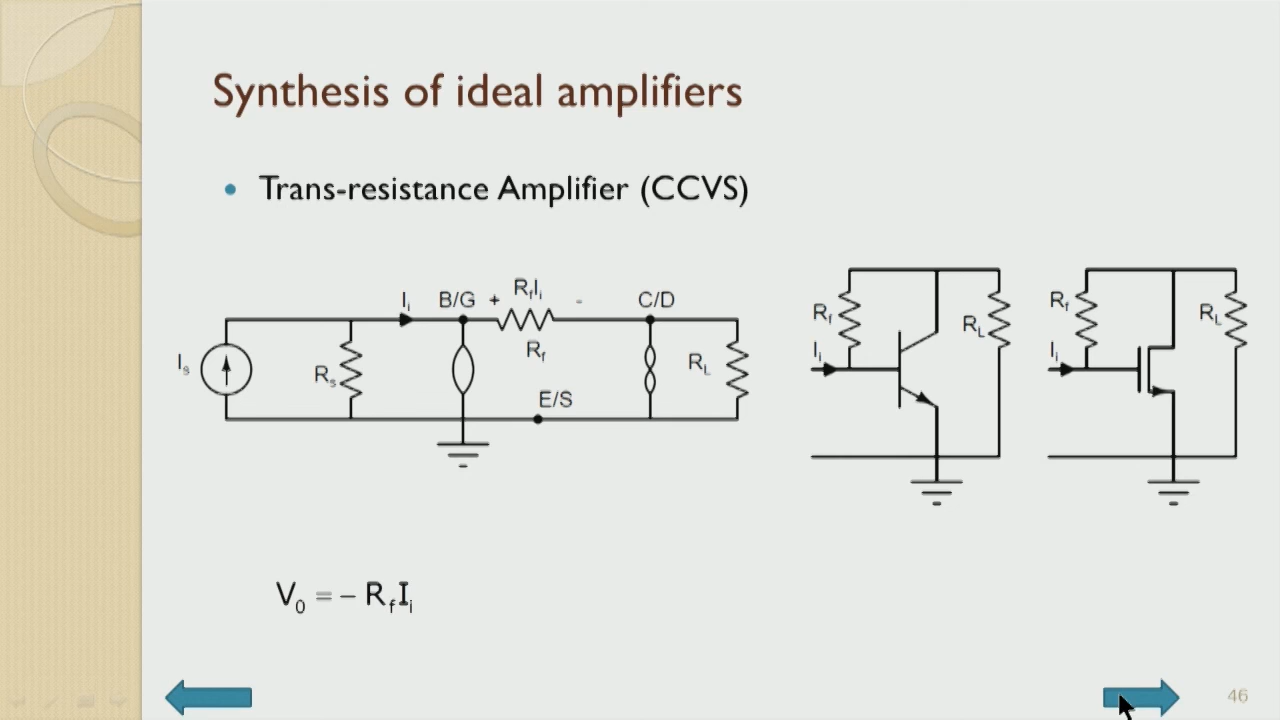 Synthesis of ideal amplifiers
Trans-resistance Amplifier (CCVS)
Ii B/G + RfIi - C/D
Is Rs Rf RL
E/S
Rf RL
Ii
Rf RL
Ii
V0 = – RfIi
46